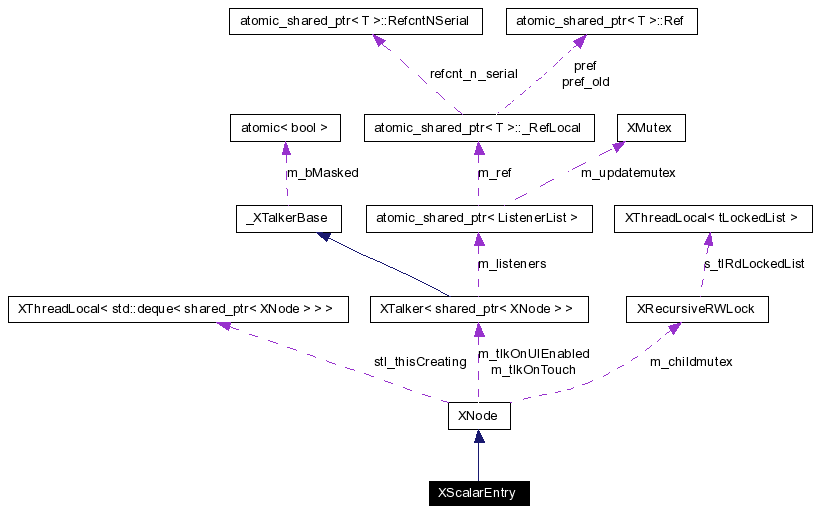 atomic_shared_ptr< T >::RefcntNSerial
atomic_shared_ptr< T >::Ref
refcnt_n_serial
pref
pref_old
atomic< bool >
atomic_shared_ptr< T >::_RefLocal
XMutex
m_bMasked
m_ref
m_updatemutex
_XTalkerBase
atomic_shared_ptr< ListenerList >
XThreadLocal< tLockedList >
m_listeners
s_tlRdLockedList
XThreadLocal< std::deque< shared_ptr< XNode > > >
XTalker< shared_ptr< XNode > >
XRecursiveRWLock
stl_thisCreating
m_tlkOnUIEnabled
m_tlkOnTouch
m_childmutex
XNode
XScalarEntry